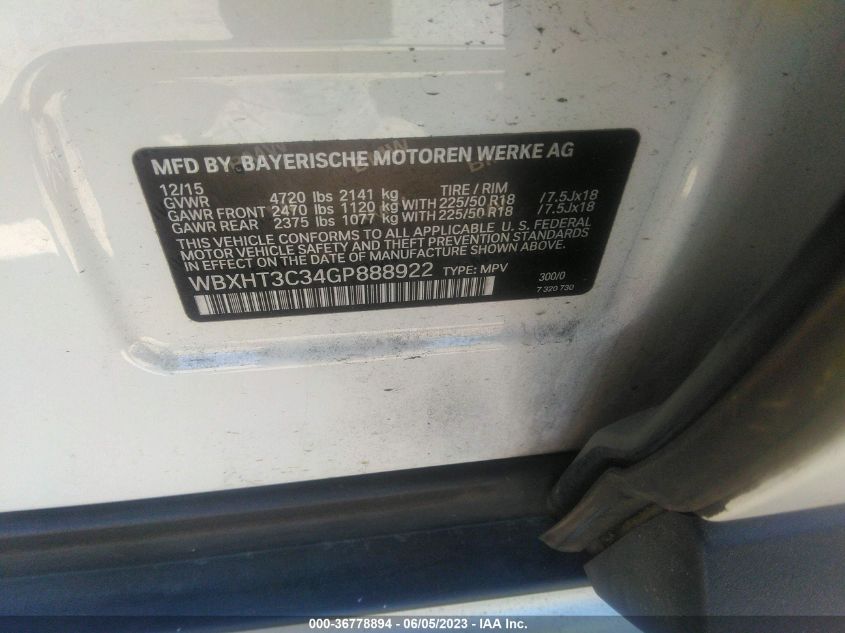 MFD BY BAYERISCHE MOTOREN WERKE AG
12/15 TIRE / RIM
GVWR 4720 lbs 2141 kg
GAWR FRONT 2470 lbs 1120 kg WITH 225/50 R18 /7.5Jx18
GAWR REAR 2375 lbs 1077 kg WITH 225/50 R18 /7.5Jx18
THIS VEHICLE CONFORMS TO ALL APPLICABLE U. S. FEDERAL
MOTOR VEHICLE SAFETY AND THEFT PREVENTION STANDARDS
IN EFFECT ON THE DATE OF MANUFACTURE SHOWN ABOVE.
WBXHT3C34GP888922 TYPE: MPV 300/0
7 320 730
000-36778894 - 06/05/2023 - IAA Inc.